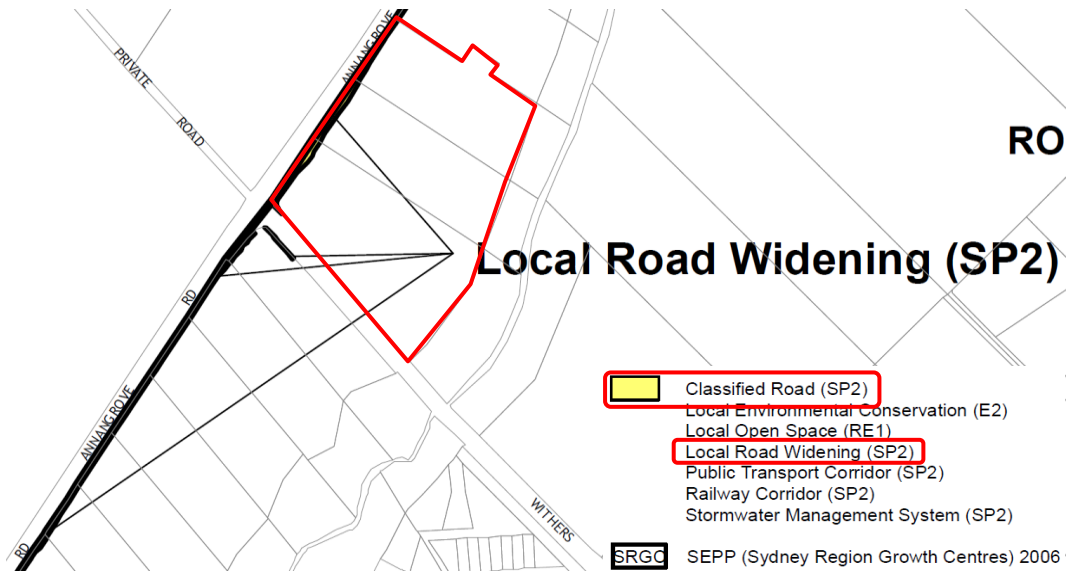 ANNANGROVE
PRIVATE
ROAD
RO
Local Road Widening (SP2)
RD
ANNANGROVE
RD
WITHERS
Classified Road (SP2)
Local Environmental Conservation (E2)
Local Open Space (RE1)
Local Road Widening (SP2)
Public Transport Corridor (SP2)
Railway Corridor (SP2)
Stormwater Management System (SP2)
SRGC SEPP (Sydney Region Growth Centres) 2006